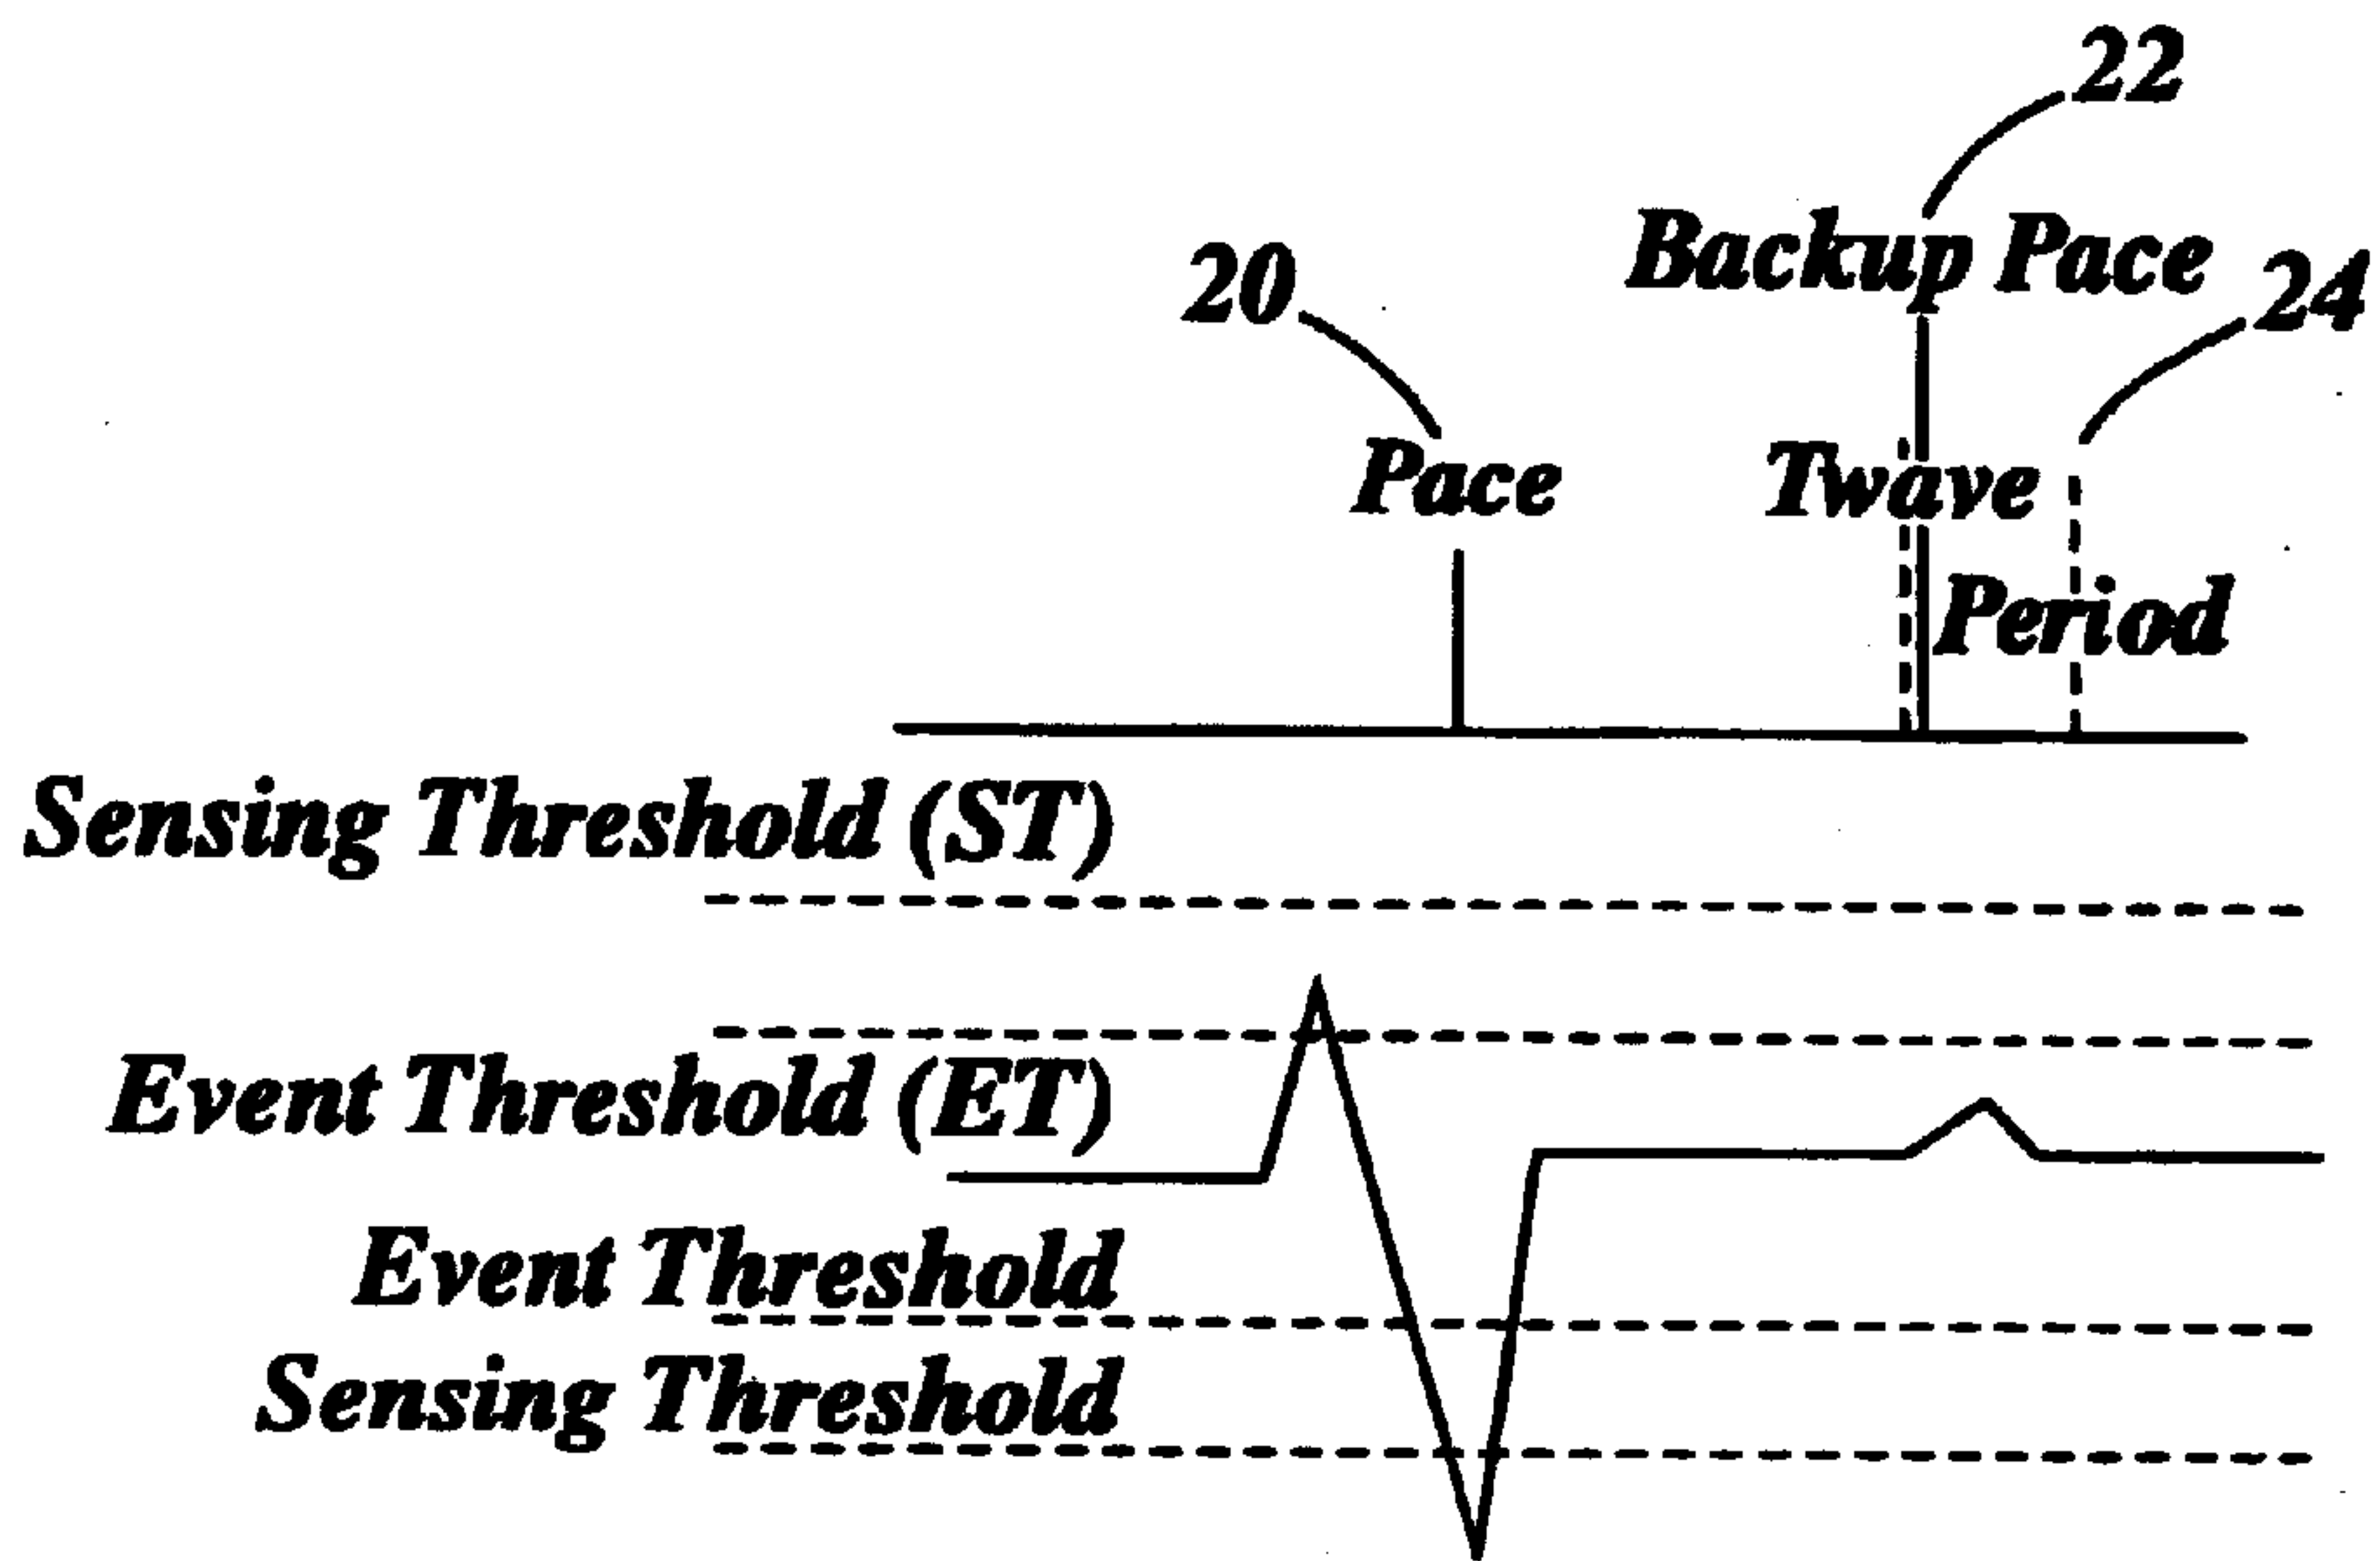 22
Backup Pace
20
24
Pace
Twave
Period
Sensing Threshold (ST)
Event Threshold (ET)
Event Threshold
Sensing Threshold